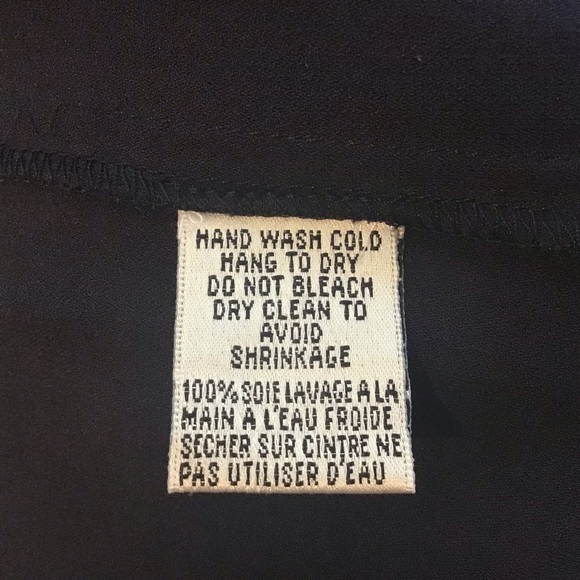 HAND WASH COLD
HANG TO DRY
DO NOT BLEACH
DRY CLEAN TO
AVOID
SHRINKAGE
100% SOIE LAVAGE A LA
MAIN A L'EAU FROIDE
SECHER SUR CINTRE NE
PAS UTILISER D'EAU